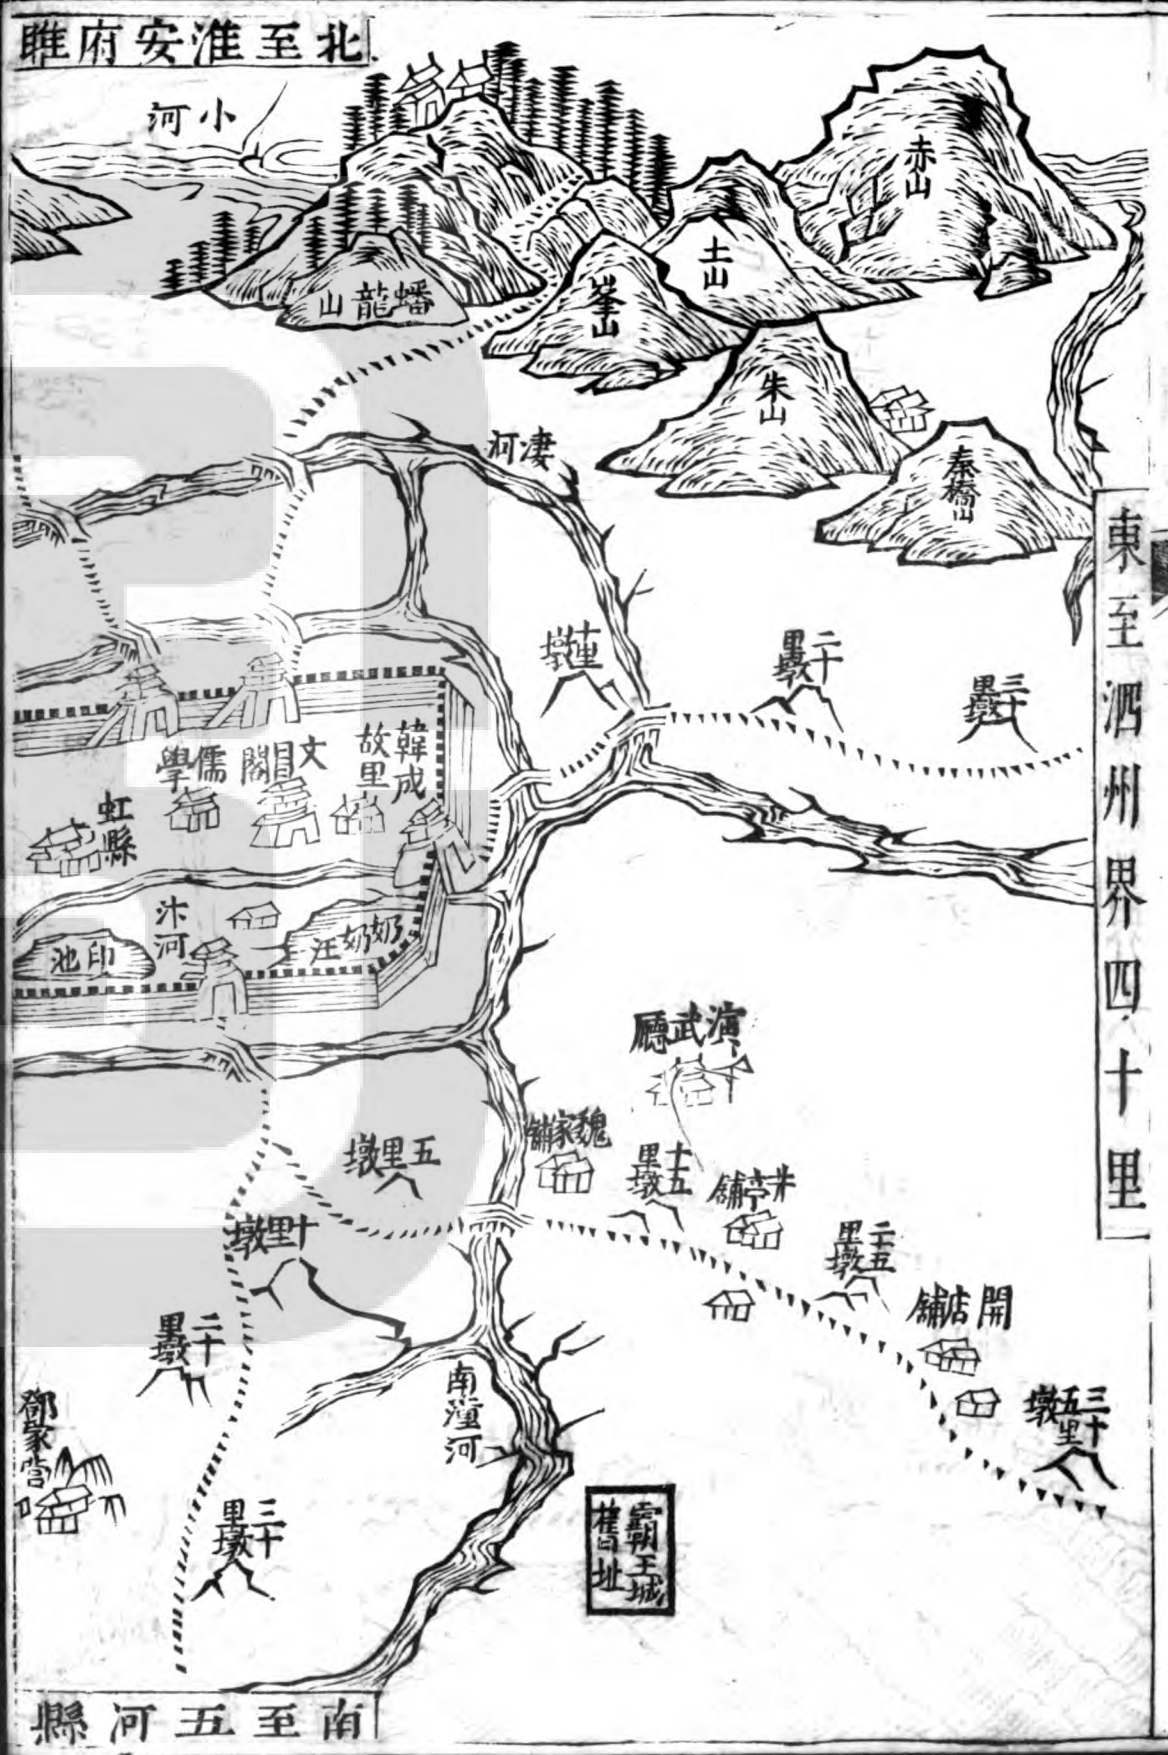 北至淮安府睢
小河
赤山
土山
峯山
蟠龍山
朱山
秦橋山
淒河
東至泗州界四十里
十里墩
二十里墩
三十里墩
韓成故里
文昌閣
儒學
虹縣
汴河
印池
奶奶汪
演武廳
魏家舖
十五里墩
朱亭舖
二十五里墩
開店舖
三十五里墩
五里墩
十里墩
二十里墩
南潼河
鄧家營
三十里墩
霸王城
舊址
南至五河縣